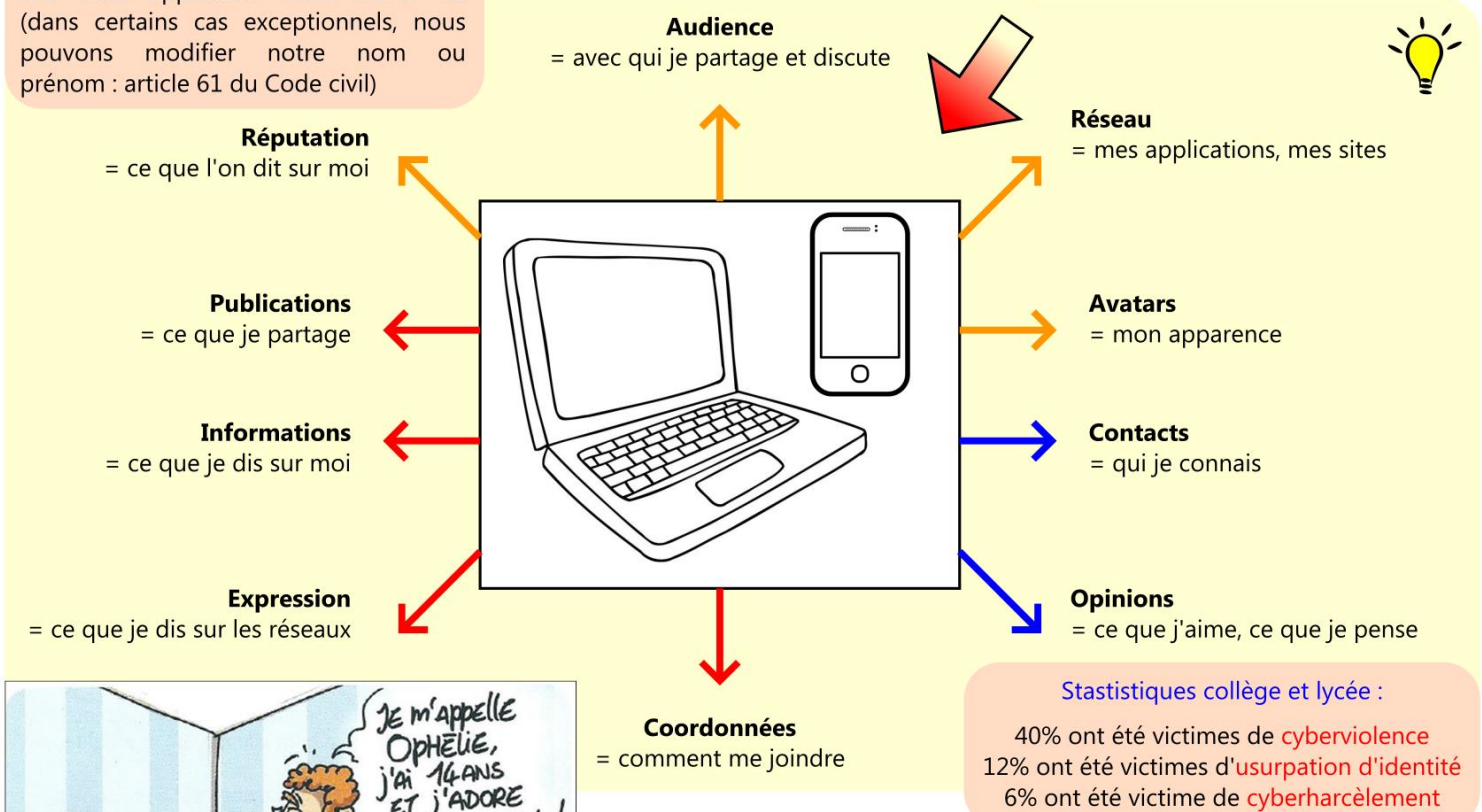 (dans certains cas exceptionnels, nous
pouvons modifier notre nom ou
prénom : article 61 du Code civil)
Audience
= avec qui je partage et discute
Réputation
= ce que l'on dit sur moi
Réseau
= mes applications, mes sites
Publications
= ce que je partage
Avatars
= mon apparence
Informations
= ce que je dis sur moi
Contacts
= qui je connais
Expression
= ce que je dis sur les réseaux
Opinions
= ce que j'aime, ce que je pense
Coordonnées
= comment me joindre
Stastistiques collège et lycée :
40% ont été victimes de cyberviolence
12% ont été victimes d'usurpation d'identité
6% ont été victime de cyberharcèlement
JE m'APPELLE
OPHÉLIE,
j'Ai 14 ANS
ET j'ADORE